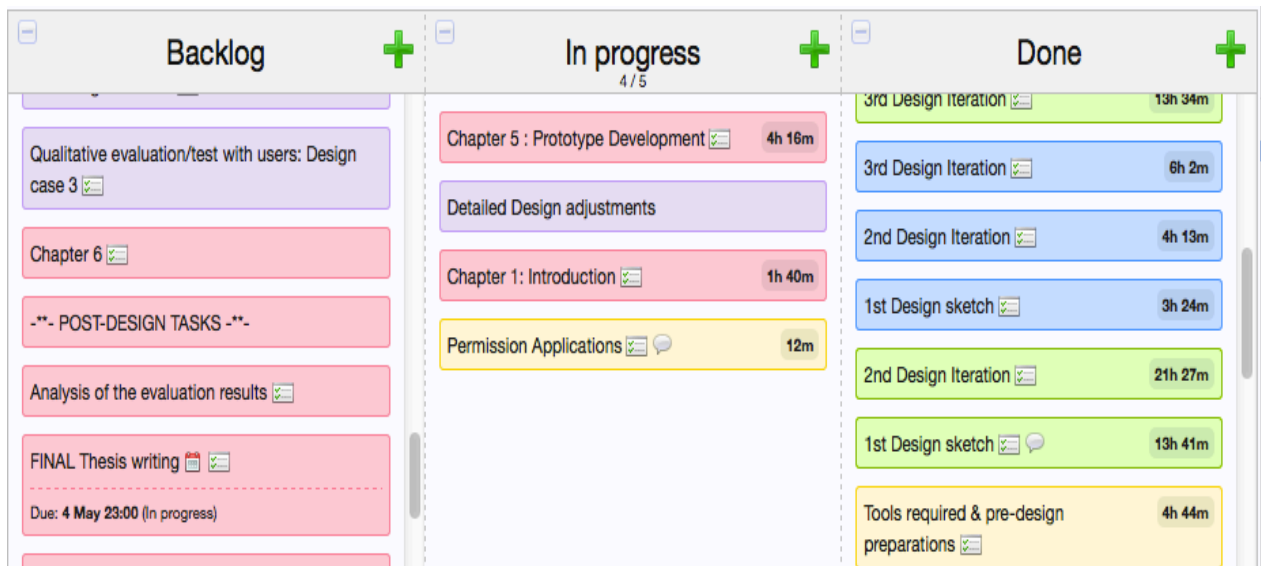 Backlog
Qualitative evaluation/test with users: Design
case 3
Chapter 6
-**- POST-DESIGN TASKS -**-
Analysis of the evaluation results
FINAL Thesis writing
Due: 4 May 23:00 (In progress)
In progress
4 / 5
Chapter 5 : Prototype Development 4h 16m
Detailed Design adjustments
Chapter 1: Introduction 1h 40m
Permission Applications 12m
Done
3rd Design Iteration 13h 34m
3rd Design Iteration 6h 2m
2nd Design Iteration 4h 13m
1st Design sketch 3h 24m
2nd Design Iteration 21h 27m
1st Design sketch 13h 41m
Tools required & pre-design 4h 44m
preparations